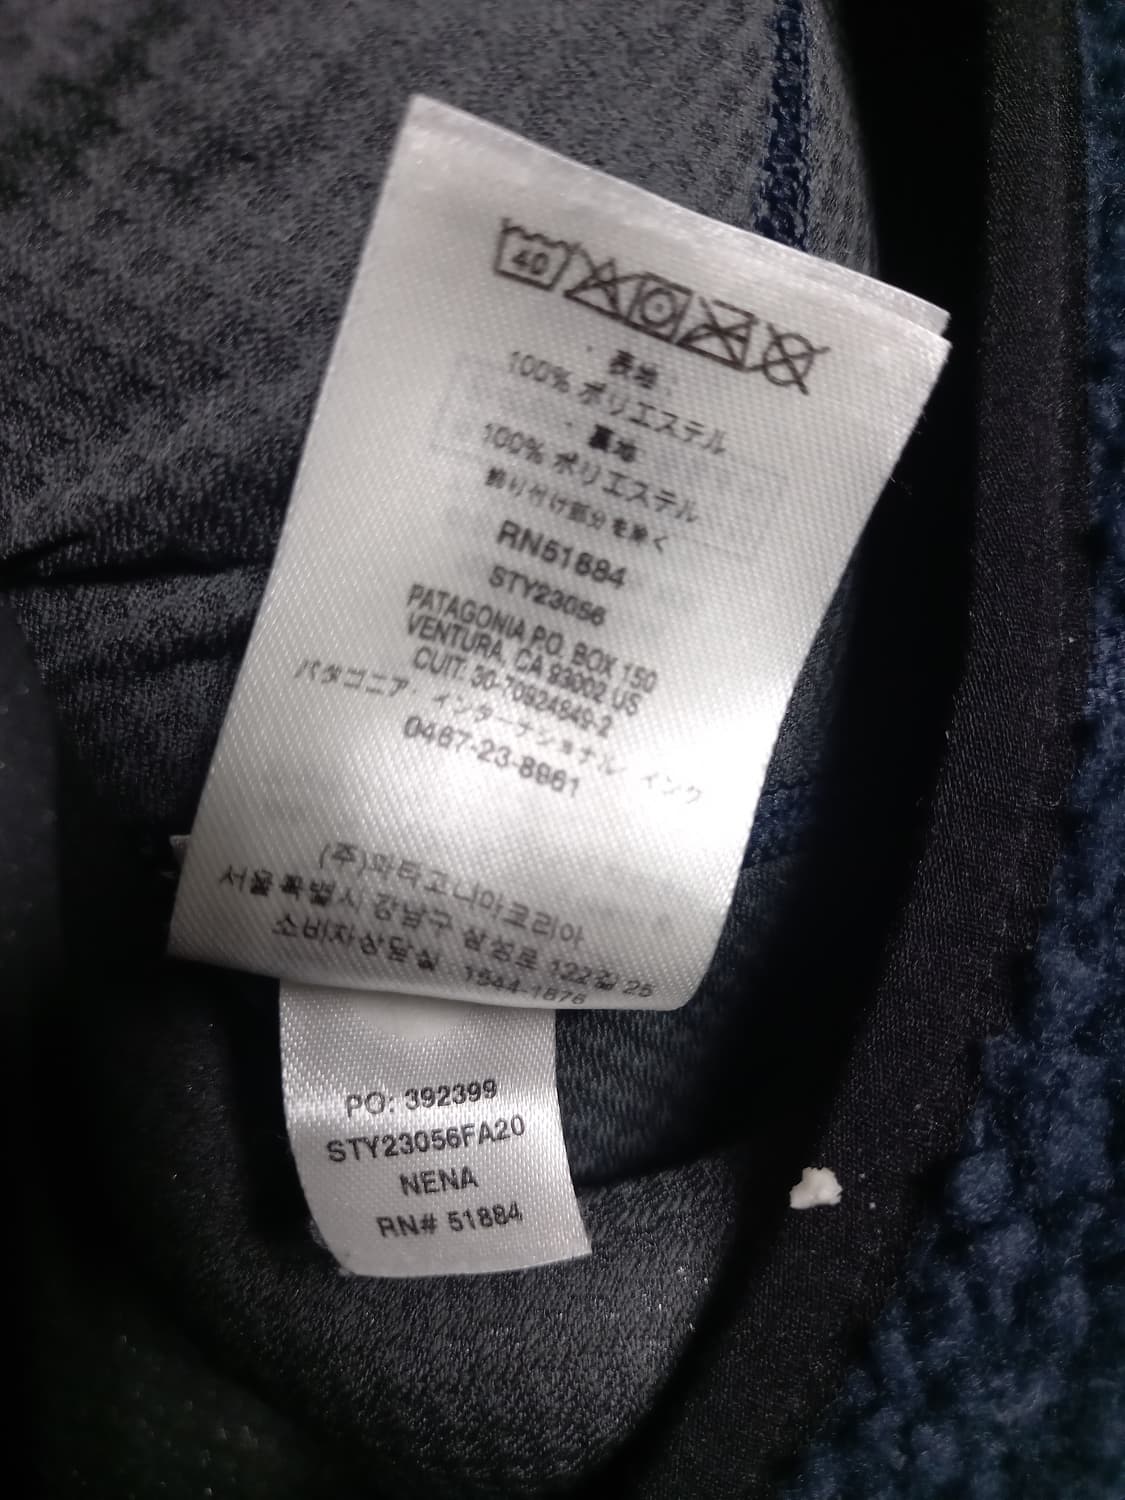 40
・表地
100% ポリエステル
・裏地
100% ポリエステル
飾り付け部分を除く
RN51884
STY23056
PATAGONIA P.O. BOX 150
VENTURA, CA 93002 US
CUIT: 30-70924849-2
パタゴニア・インターナショナル インク
0467-23-8961
(주)파타고니아코리아
서울특별시 강남구 삼성로 122길 25
소비자상담실 1544-1876
PO: 392399
STY23056FA20
NENA
RN# 51884